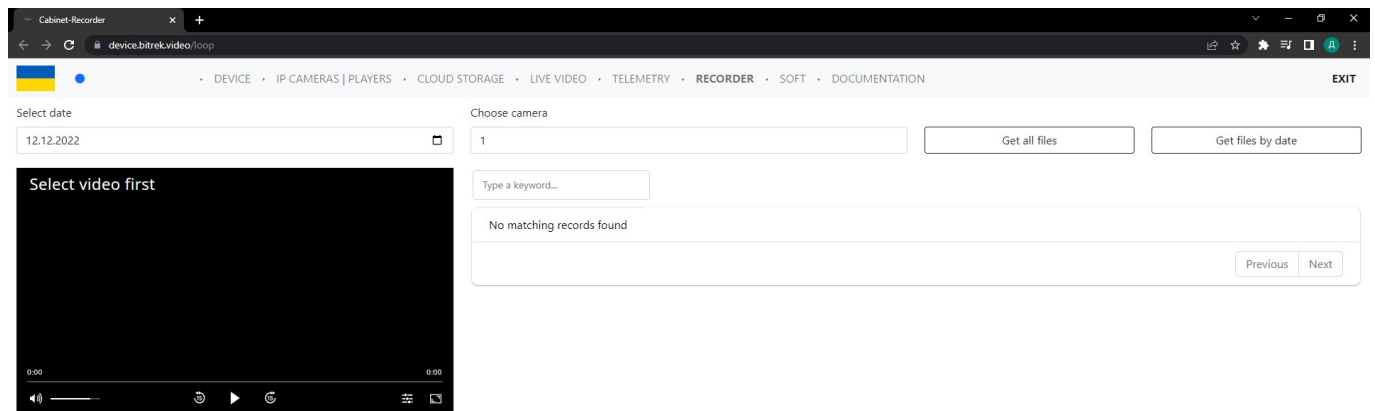 Cabinet-Recorder
device.bitrek.video/loop
Д
• DEVICE • IP CAMERAS | PLAYERS • CLOUD STORAGE • LIVE VIDEO • TELEMETRY • RECORDER • SOFT • DOCUMENTATION
EXIT
Select date
Choose camera
12.12.2022
1
Get all files
Get files by date
Select video first
Type a keyword...
No matching records found
Previous
Next
0:00
0:00
15
15